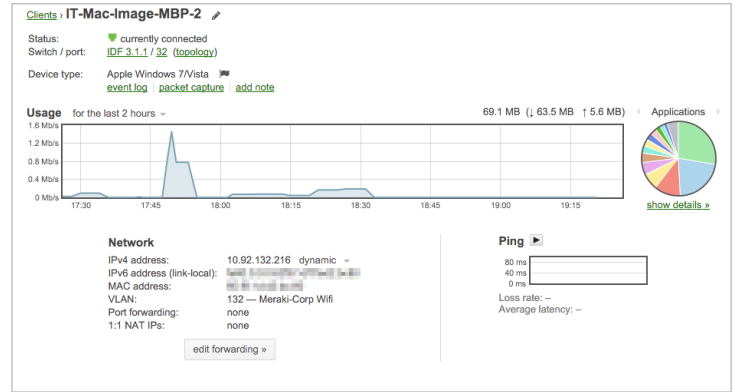 Clients › IT-Mac-Image-MBP-2
Status: currently connected
Switch / port: IDF 3.1.1 / 32 (topology)
Device type: Apple Windows 7/Vista
event log packet capture add note
Usage for the last 2 hours 69.1 MB (↓ 63.5 MB ↑ 5.6 MB) Applications
1.6 Mb/s
1.2 Mb/s
0.8 Mb/s
0.4 Mb/s
0 Mb/s
17:30 17:45 18:00 18:15 18:30 18:45 19:00 19:15
show details »
Network
IPv4 address: 10.92.132.216 dynamic
IPv6 address (link-local):
MAC address:
VLAN: 132 — Meraki-Corp Wifi
Port forwarding: none
1:1 NAT IPs: none
edit forwarding »
Ping
80 ms
40 ms
0 ms
Loss rate: –
Average latency: –